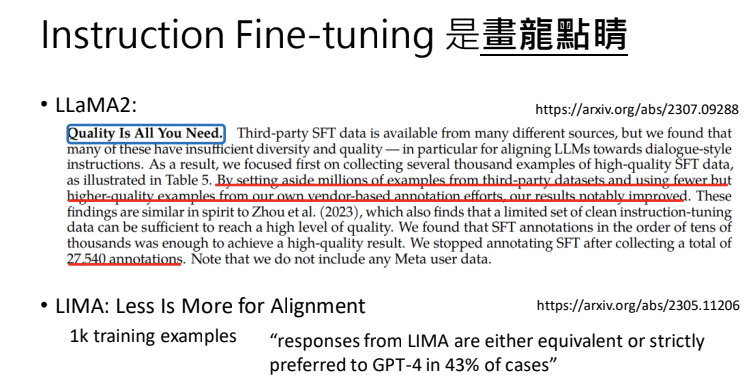 Instruction Fine-tuning 是畫龍點睛
• LLaMA2:
https://arxiv.org/abs/2307.09288
Quality Is All You Need. Third-party SFT data is available from many different sources, but we found that
many of these have insufficient diversity and quality — in particular for aligning LLMs towards dialogue-style
instructions. As a result, we focused first on collecting several thousand examples of high-quality SFT data,
as illustrated in Table 5. By setting aside millions of examples from third-party datasets and using fewer but
higher-quality examples from our own vendor-based annotation efforts, our results notably improved. These
findings are similar in spirit to Zhou et al. (2023), which also finds that a limited set of clean instruction-tuning
data can be sufficient to reach a high level of quality. We found that SFT annotations in the order of tens of
thousands was enough to achieve a high-quality result. We stopped annotating SFT after collecting a total of
27,540 annotations. Note that we do not include any Meta user data.
• LIMA: Less Is More for Alignment
https://arxiv.org/abs/2305.11206
1k training examples
“responses from LIMA are either equivalent or strictly
preferred to GPT-4 in 43% of cases”